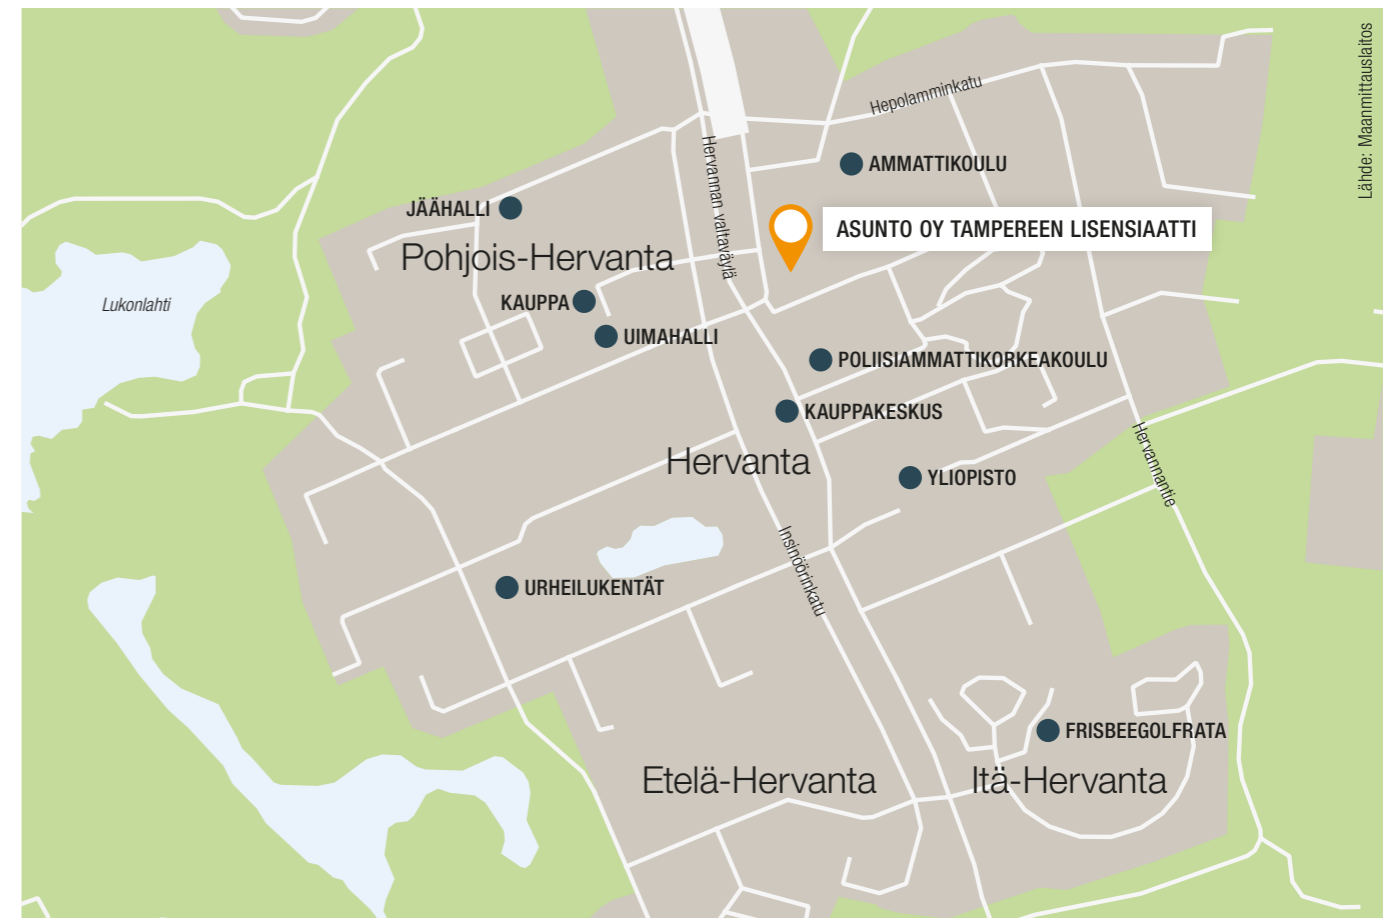 Lähde: Maanmittauslaitos
Hepolamminkatu
Hervannan valtaväylä
AMMATTIKOULU
JÄÄHALLI
ASUNTO OY TAMPEREEN LISENSIAATTI
Pohjois-Hervanta
Lukonlahti
KAUPPA
UIMAHALLI
POLIISIAMMATTIKORKEAKOULU
KAUPPAKESKUS
Hervanta
Hervannantie
YLIOPISTO
Insinöörinkatu
URHEILUKENTÄT
FRISBEEGOLFRATA
Etelä-Hervanta
Itä-Hervanta